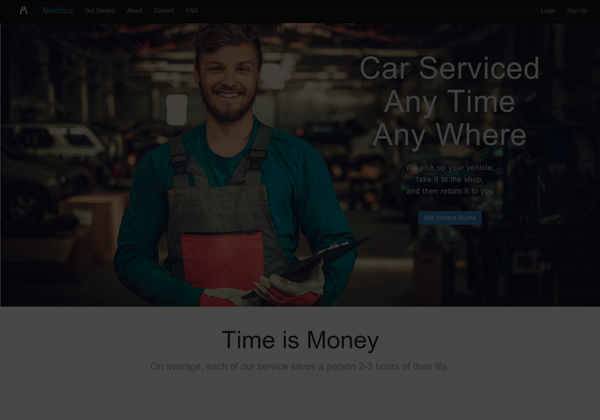 Mechina Get Started About Contact FAQ Login Sign Up
Car Serviced
Any Time
Any Where
We pick up your vehicle,
take it to the shop,
and then return it to you
Get Instant Quote
Time is Money
On average, each of our service saves a person 2-3 hours of their life.